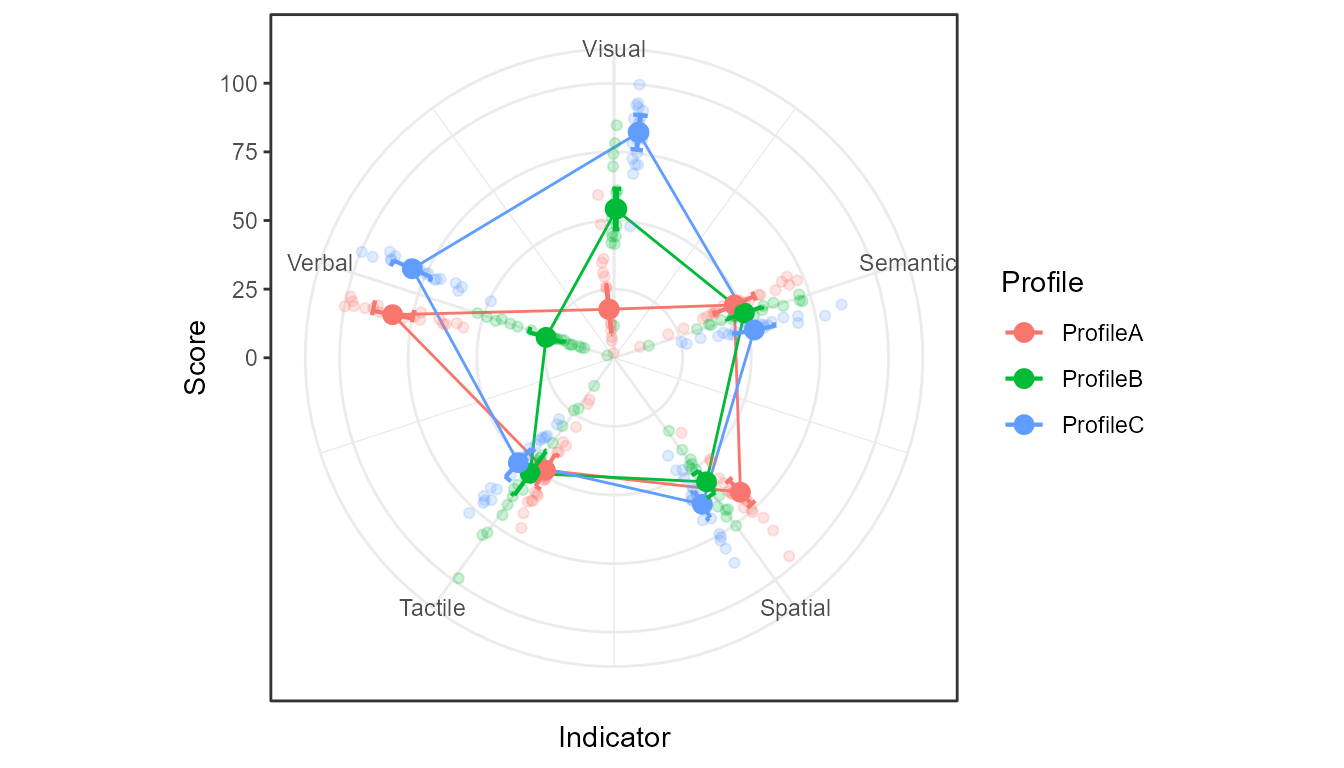 Visual
100
75
50
25
0
Verbal
Semantic
Tactile
Spatial
Score
Indicator
Profile
ProfileA
ProfileB
ProfileC